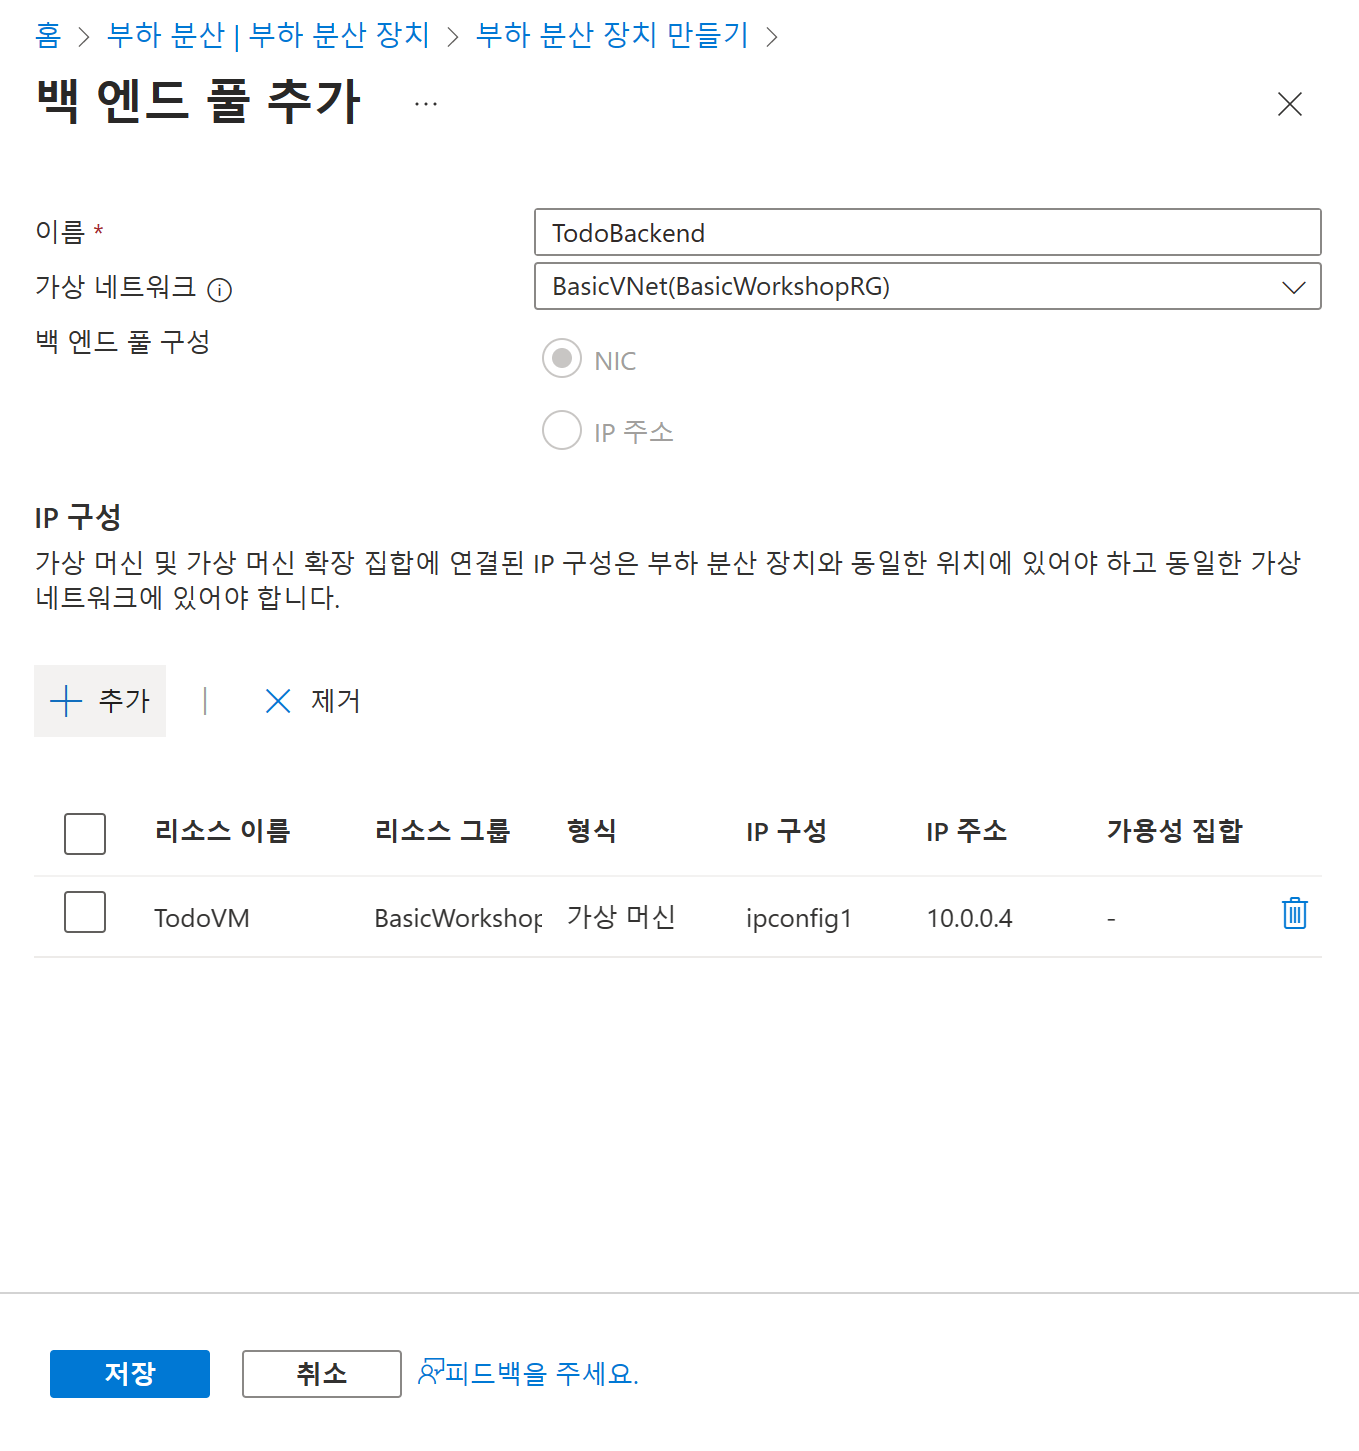 홈 > 부하 분산 | 부하 분산 장치 > 부하 분산 장치 만들기 >
백 엔드 풀 추가 ...
이름 *
TodoBackend
가상 네트워크
BasicVNet(BasicWorkshopRG)
백 엔드 풀 구성
NIC
IP 주소
IP 구성
가상 머신 및 가상 머신 확장 집합에 연결된 IP 구성은 부하 분산 장치와 동일한 위치에 있어야 하고 동일한 가상
네트워크에 있어야 합니다.
추가 | 제거
리소스 이름 리소스 그룹 형식 IP 구성 IP 주소 가용성 집합
TodoVM BasicWorkshop 가상 머신 ipconfig1 10.0.0.4 -
저장 취소 피드백을 주세요.